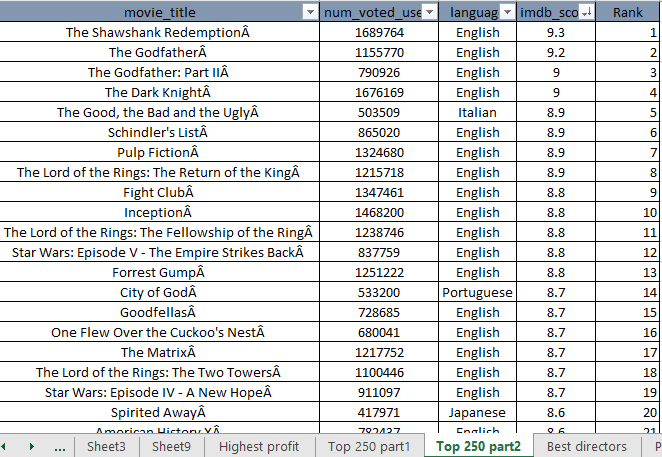 movie_title num_voted_use languag imdb_sco Rank
The Shawshank RedemptionÂ 1689764 English 9.3 1
The GodfatherÂ 1155770 English 9.2 2
The Godfather: Part IIÂ 790926 English 9 3
The Dark KnightÂ 1676169 English 9 4
The Good, the Bad and the UglyÂ 503509 Italian 8.9 5
Schindler's ListÂ 865020 English 8.9 6
Pulp FictionÂ 1324680 English 8.9 7
The Lord of the Rings: The Return of the KingÂ 1215718 English 8.9 8
Fight ClubÂ 1347461 English 8.8 9
InceptionÂ 1468200 English 8.8 10
The Lord of the Rings: The Fellowship of the RingÂ 1238746 English 8.8 11
Star Wars: Episode V - The Empire Strikes BackÂ 837759 English 8.8 12
Forrest GumpÂ 1251222 English 8.8 13
City of GodÂ 533200 Portuguese 8.7 14
GoodfellasÂ 728685 English 8.7 15
One Flew Over the Cuckoo's NestÂ 680041 English 8.7 16
The MatrixÂ 1217752 English 8.7 17
The Lord of the Rings: The Two TowersÂ 1100446 English 8.7 18
Star Wars: Episode IV - A New HopeÂ 911097 English 8.7 19
Spirited AwayÂ 417971 Japanese 8.6 20
American History XÂ 782437 English 8.6 21
... Sheet3 Sheet9 Highest profit Top 250 part1 Top 250 part2 Best directors P